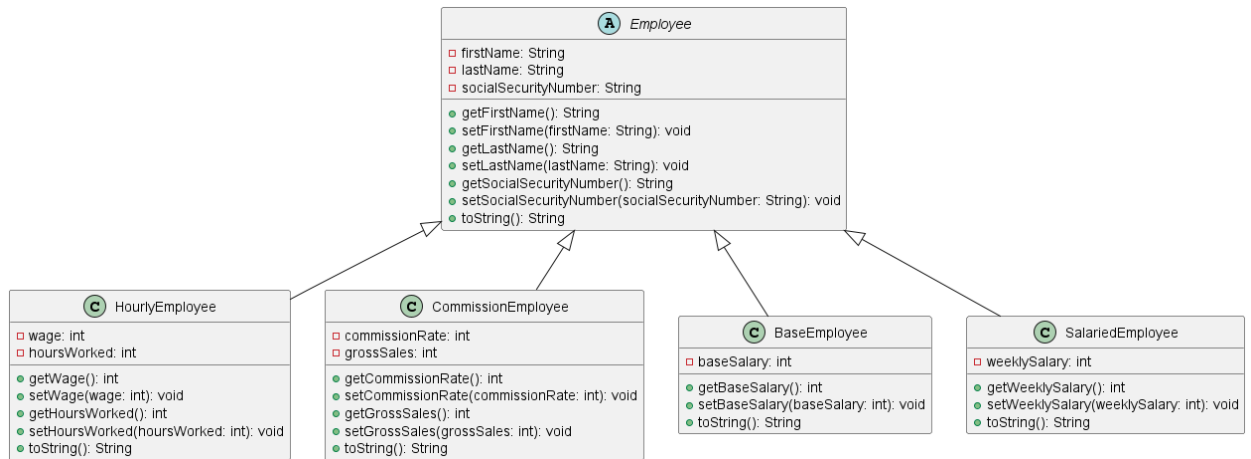 A Employee
firstName: String
lastName: String
socialSecurityNumber: String
getFirstName(): String
setFirstName(firstName: String): void
getLastName(): String
setLastName(lastName: String): void
getSocialSecurityNumber(): String
setSocialSecurityNumber(socialSecurityNumber: String): void
toString(): String
C HourlyEmployee
wage: int
hoursWorked: int
getWage(): int
setWage(wage: int): void
getHoursWorked(): int
setHoursWorked(hoursWorked: int): void
toString(): String
C CommissionEmployee
commissionRate: int
grossSales: int
getCommissionRate(): int
setCommissionRate(commissionRate: int): void
getGrossSales(): int
setGrossSales(grossSales: int): void
toString(): String
C BaseEmployee
baseSalary: int
getBaseSalary(): int
setBaseSalary(baseSalary: int): void
toString(): String
C SalariedEmployee
weeklySalary: int
getWeeklySalary(): int
setWeeklySalary(weeklySalary: int): void
toString(): String